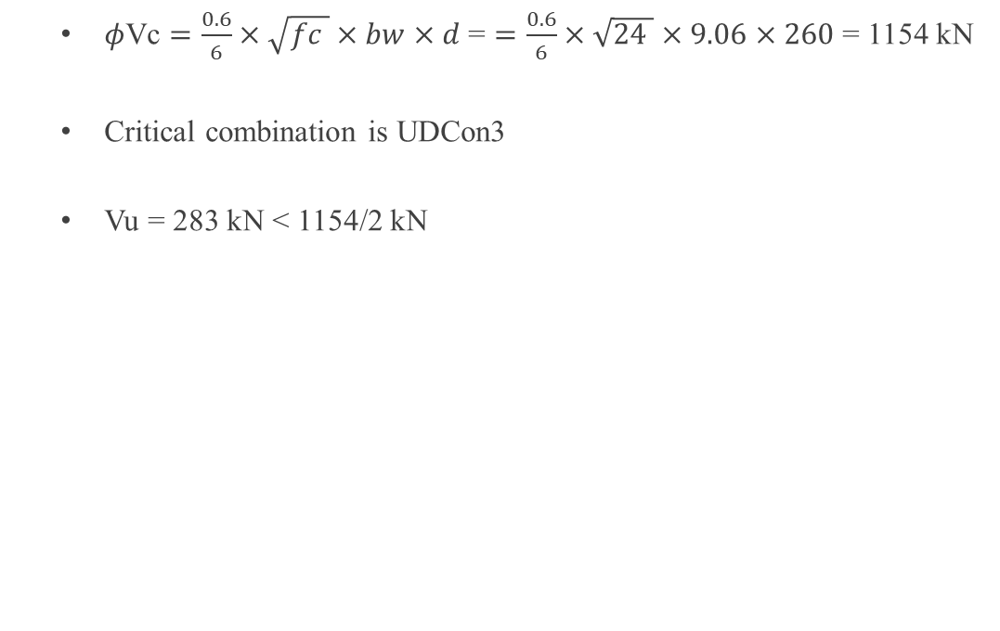 • ϕVc = 0.6/6 × √fc × bw × d = = 0.6/6 × √24 × 9.06 × 260 = 1154 kN
• Critical combination is UDCon3
• Vu = 283 kN < 1154/2 kN